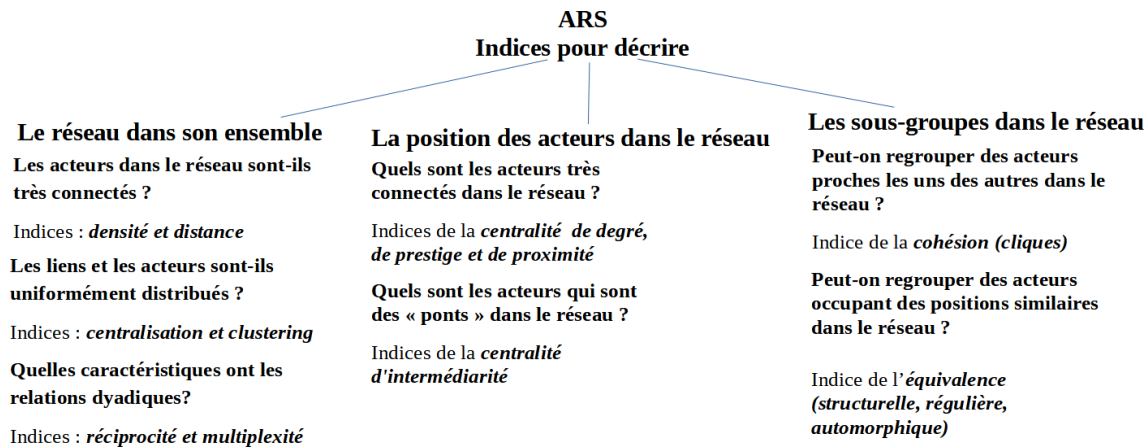 ARS
Indices pour décrire
Le réseau dans son ensemble
Les acteurs dans le réseau sont-ils
très connectés ?
Indices : densité et distance
Les liens et les acteurs sont-ils
uniformément distribués ?
Indices : centralisation et clustering
Quelles caractéristiques ont les
relations dyadiques?
Indices : réciprocité et multiplexité
La position des acteurs dans le réseau
Quels sont les acteurs très
connectés dans le réseau ?
Indices de la centralité de degré,
de prestige et de proximité
Quels sont les acteurs qui sont
des « ponts » dans le réseau ?
Indices de la centralité
d'intermédiarité
Les sous-groupes dans le réseau
Peut-on regrouper des acteurs
proches les uns des autres dans le
réseau ?
Indice de la cohésion (cliques)
Peut-on regrouper des acteurs
occupant des positions similaires
dans le réseau ?
Indice de l’équivalence
(structurelle, régulière,
automorphique)